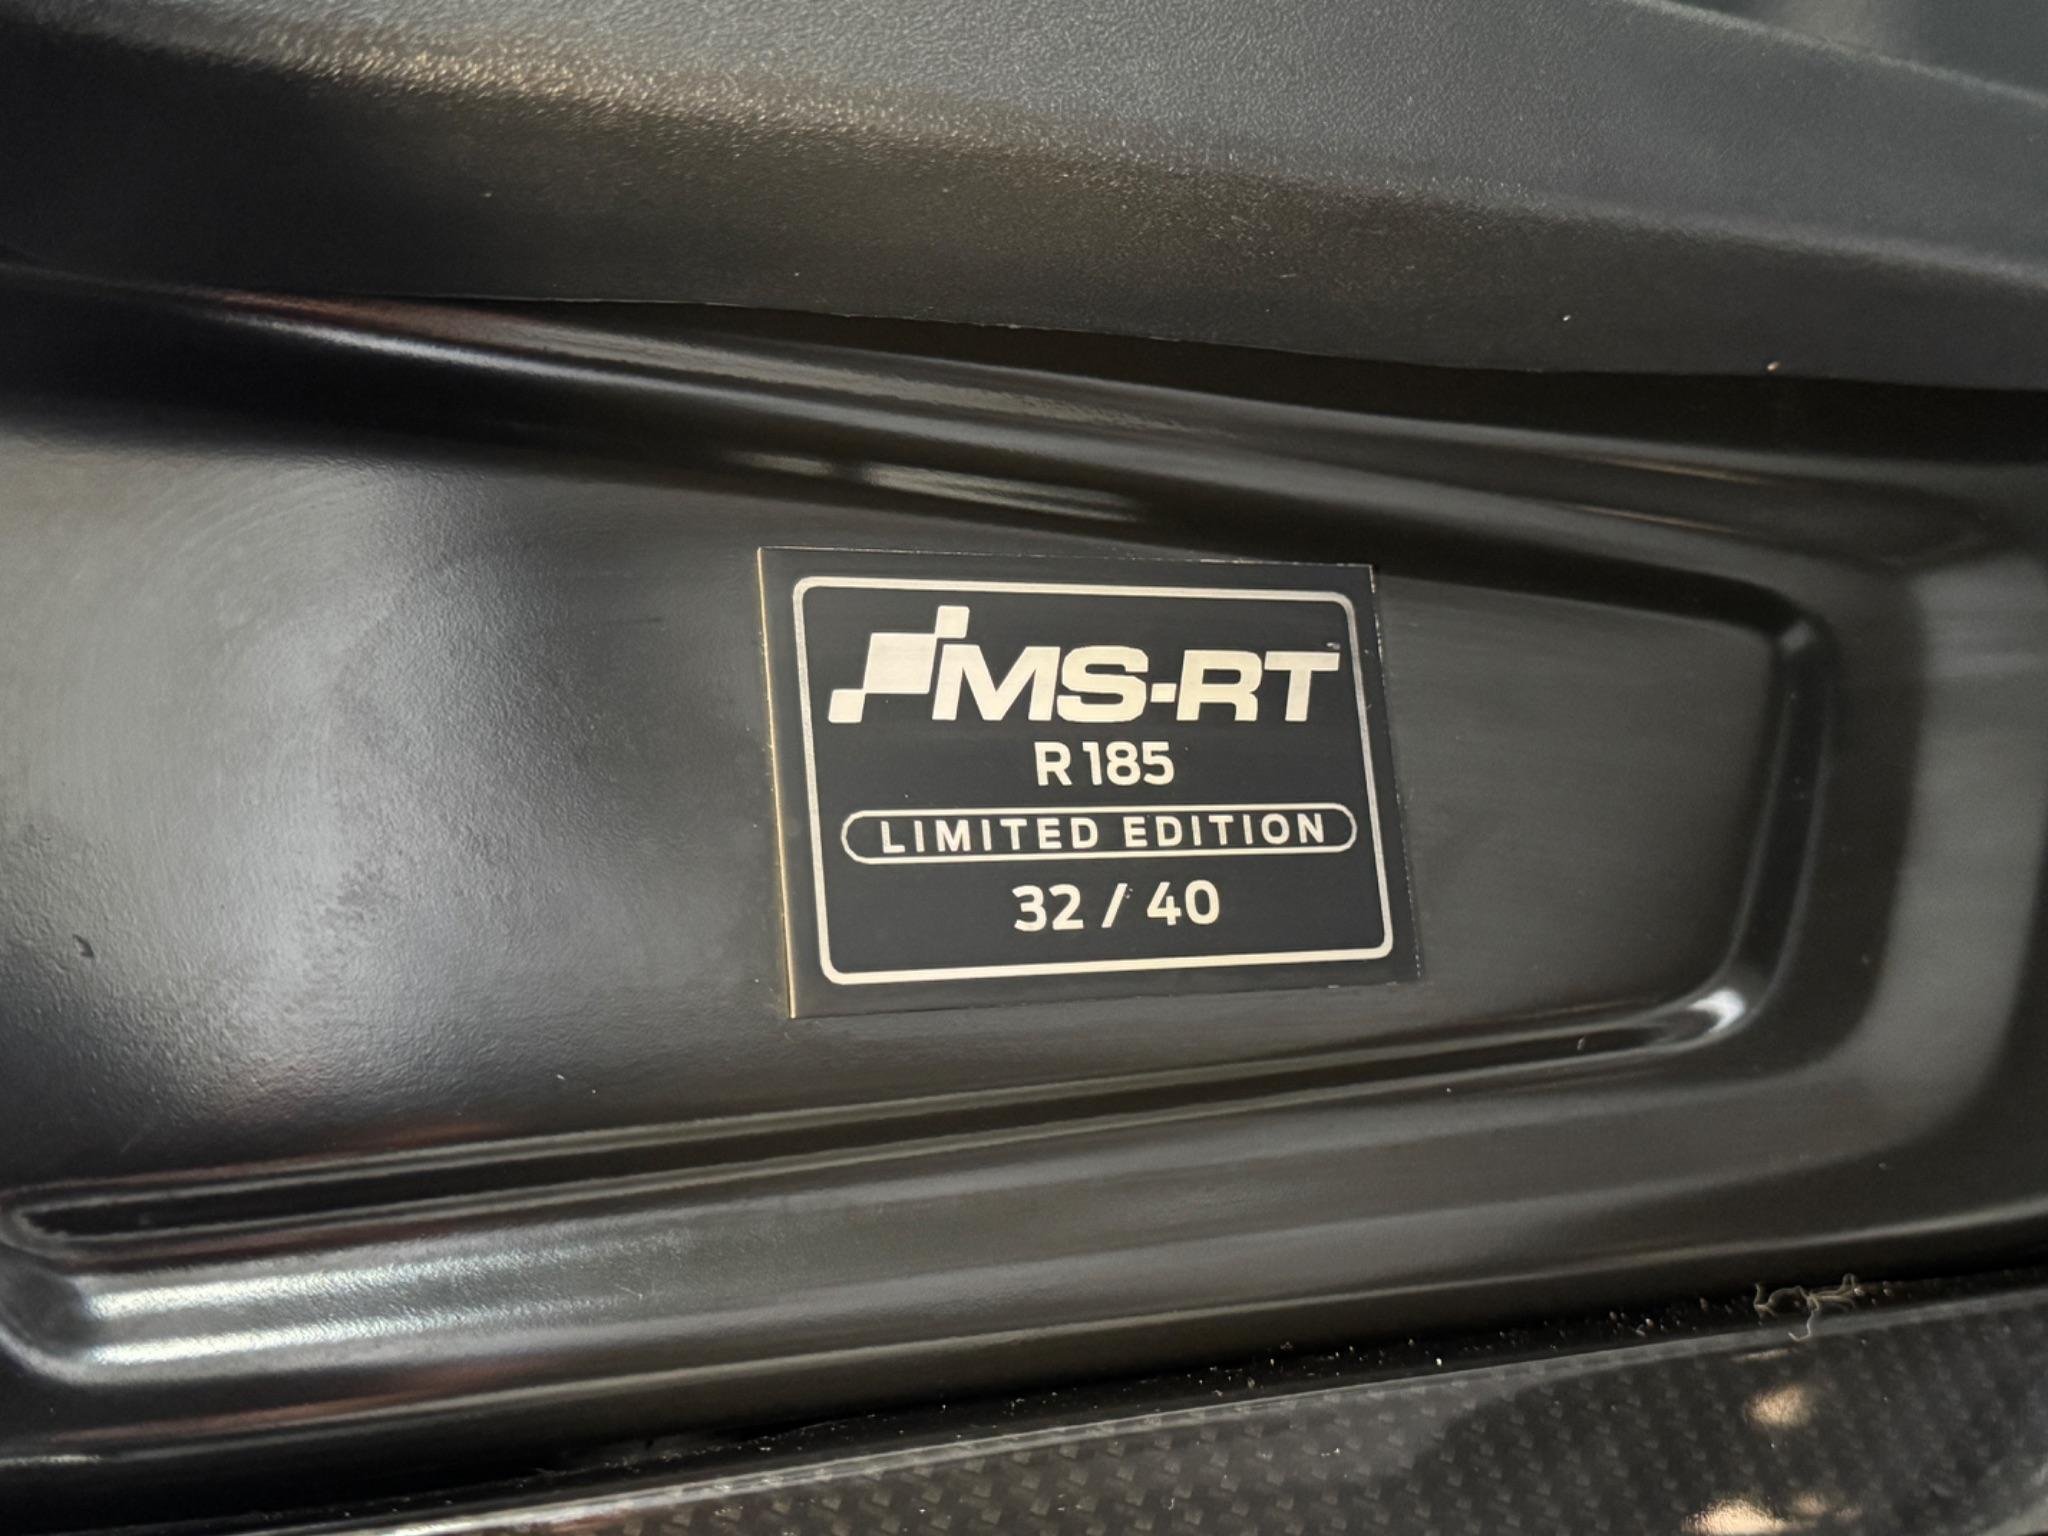 MS-RT
R185
LIMITED EDITION
32 / 40